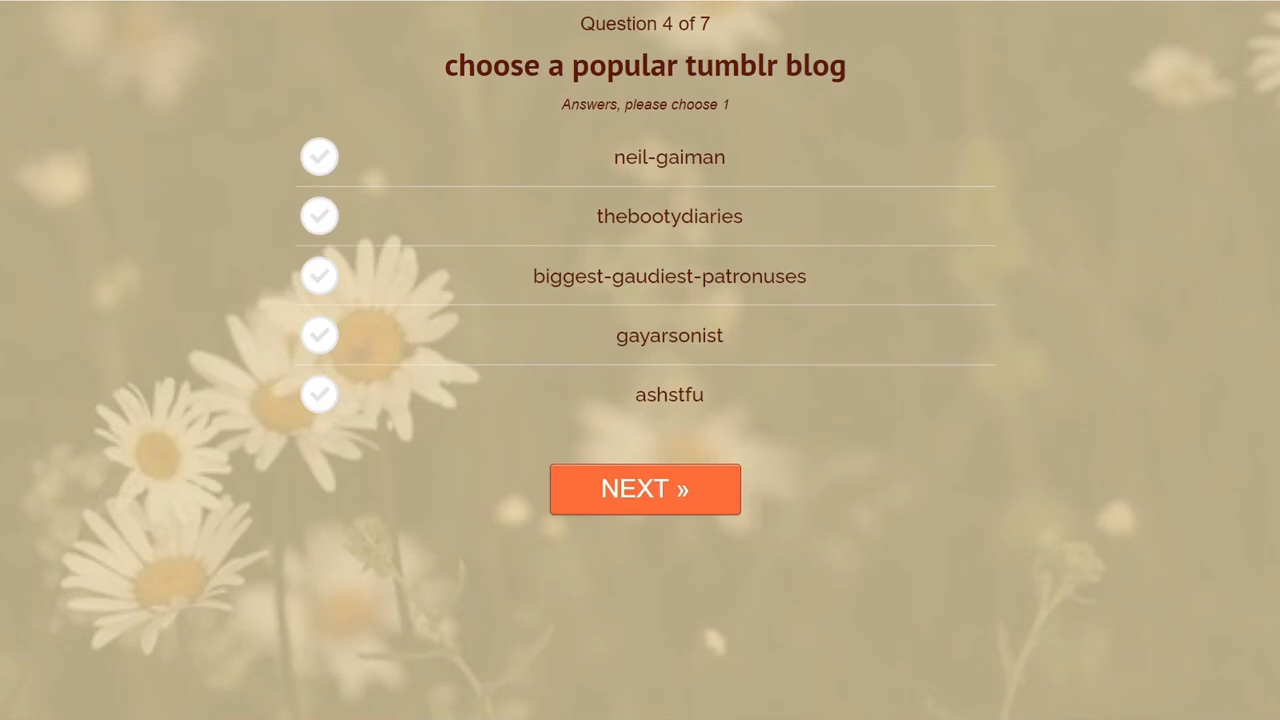 Question 4 of 7
choose a popular tumblr blog
Answers, please choose 1
neil-gaiman
thebootydiaries
biggest-gaudiest-patronuses
gayarsonist
ashstfu
NEXT »